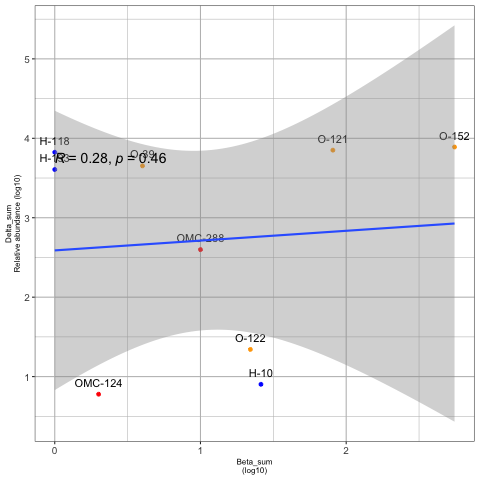 5
4
3
2
1
0
1
2
Delta_sum
Relative abundance (log10)
Beta_sum
(log10)
H-118
O-121
O-152
R = 0.28, p = 0.46
OMC-288
O-122
H-10
OMC-124